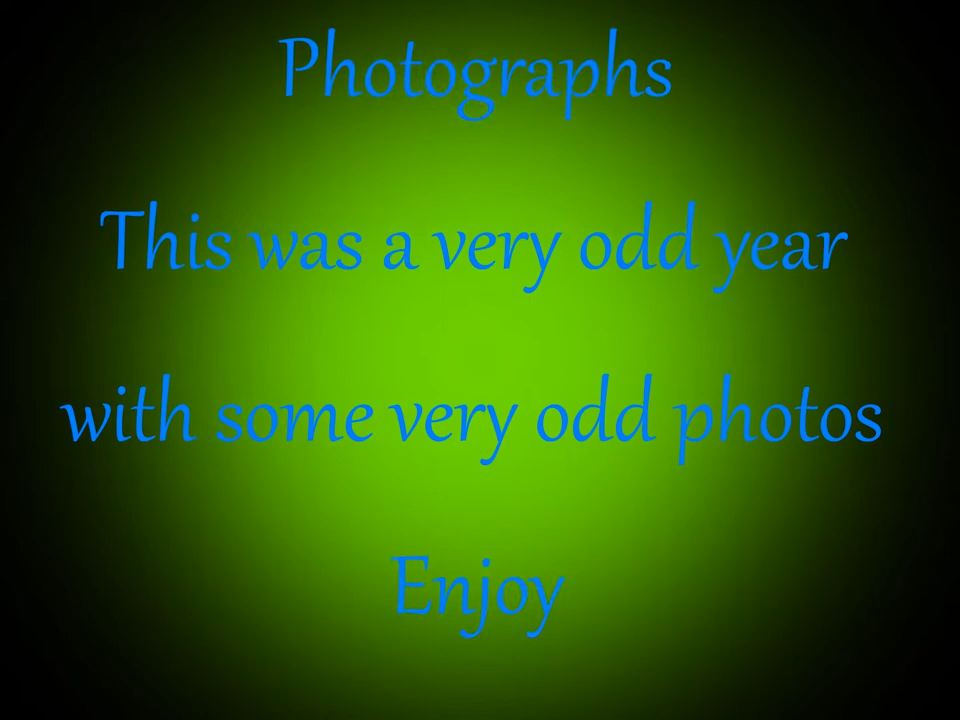 Photographs
This was a very odd year
with some very odd photos
Enjoy